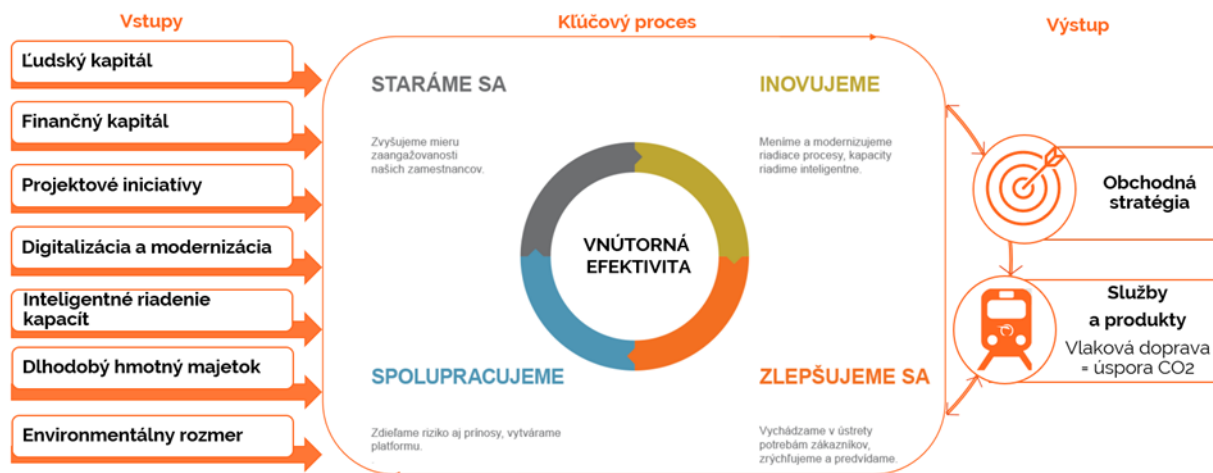 Vstupy
Ľudský kapitál
Finančný kapitál
Projektové iniciatívy
Digitalizácia a modernizácia
Inteligentné riadenie
kapacít
Dlhodobý hmotný majetok
Environmentálny rozmer
Kľúčový proces
STARÁME SA
Zvyšujeme mieru
zaangažovanosti
našich zamestnancov.
INOVUJEME
Meníme a modernizujeme
riadiace procesy, kapacity
riadime inteligentne.
VNÚTORNÁ
EFEKTIVITA
SPOLUPRACUJEME
Zdieľame riziko aj prínosy, vytvárame
platformu.
ZLEPŠUJEME SA
Vychádzame v ústrety
potrebám zákazníkov,
zrýchľujeme a predvídame.
Výstup
Obchodná
stratégia
Služby
a produkty
Vlaková doprava
= úspora CO2